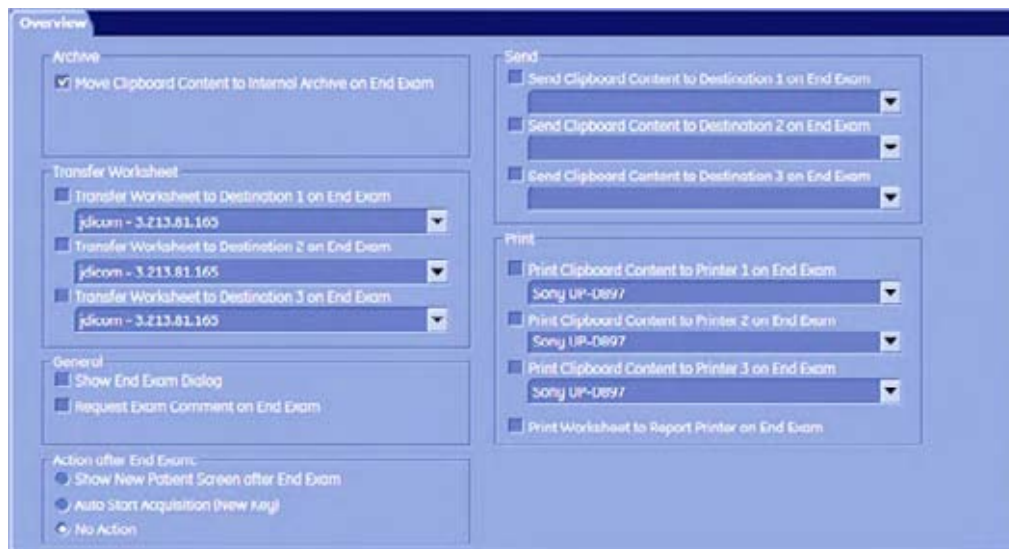 Overview
Archive
Move Clipboard Content to Internal Archive on End Exam
Transfer Worksheet
Transfer Worksheet to Destination 1 on End Exam
jdicom - 3.213.81.165
Transfer Worksheet to Destination 2 on End Exam
jdicom - 3.213.81.165
Transfer Worksheet to Destination 3 on End Exam
jdicom - 3.213.81.165
General
Show End Exam Dialog
Request Exam Comment on End Exam
Action after End Exam:
Show New Patient Screen after End Exam
Auto Start Acquisition (New Key)
No Action
Send
Send Clipboard Content to Destination 1 on End Exam
Send Clipboard Content to Destination 2 on End Exam
Send Clipboard Content to Destination 3 on End Exam
Print
Print Clipboard Content to Printer 1 on End Exam
Sony UP-D897
Print Clipboard Content to Printer 2 on End Exam
Sony UP-D897
Print Clipboard Content to Printer 3 on End Exam
Sony UP-D897
Print Worksheet to Report Printer on End Exam